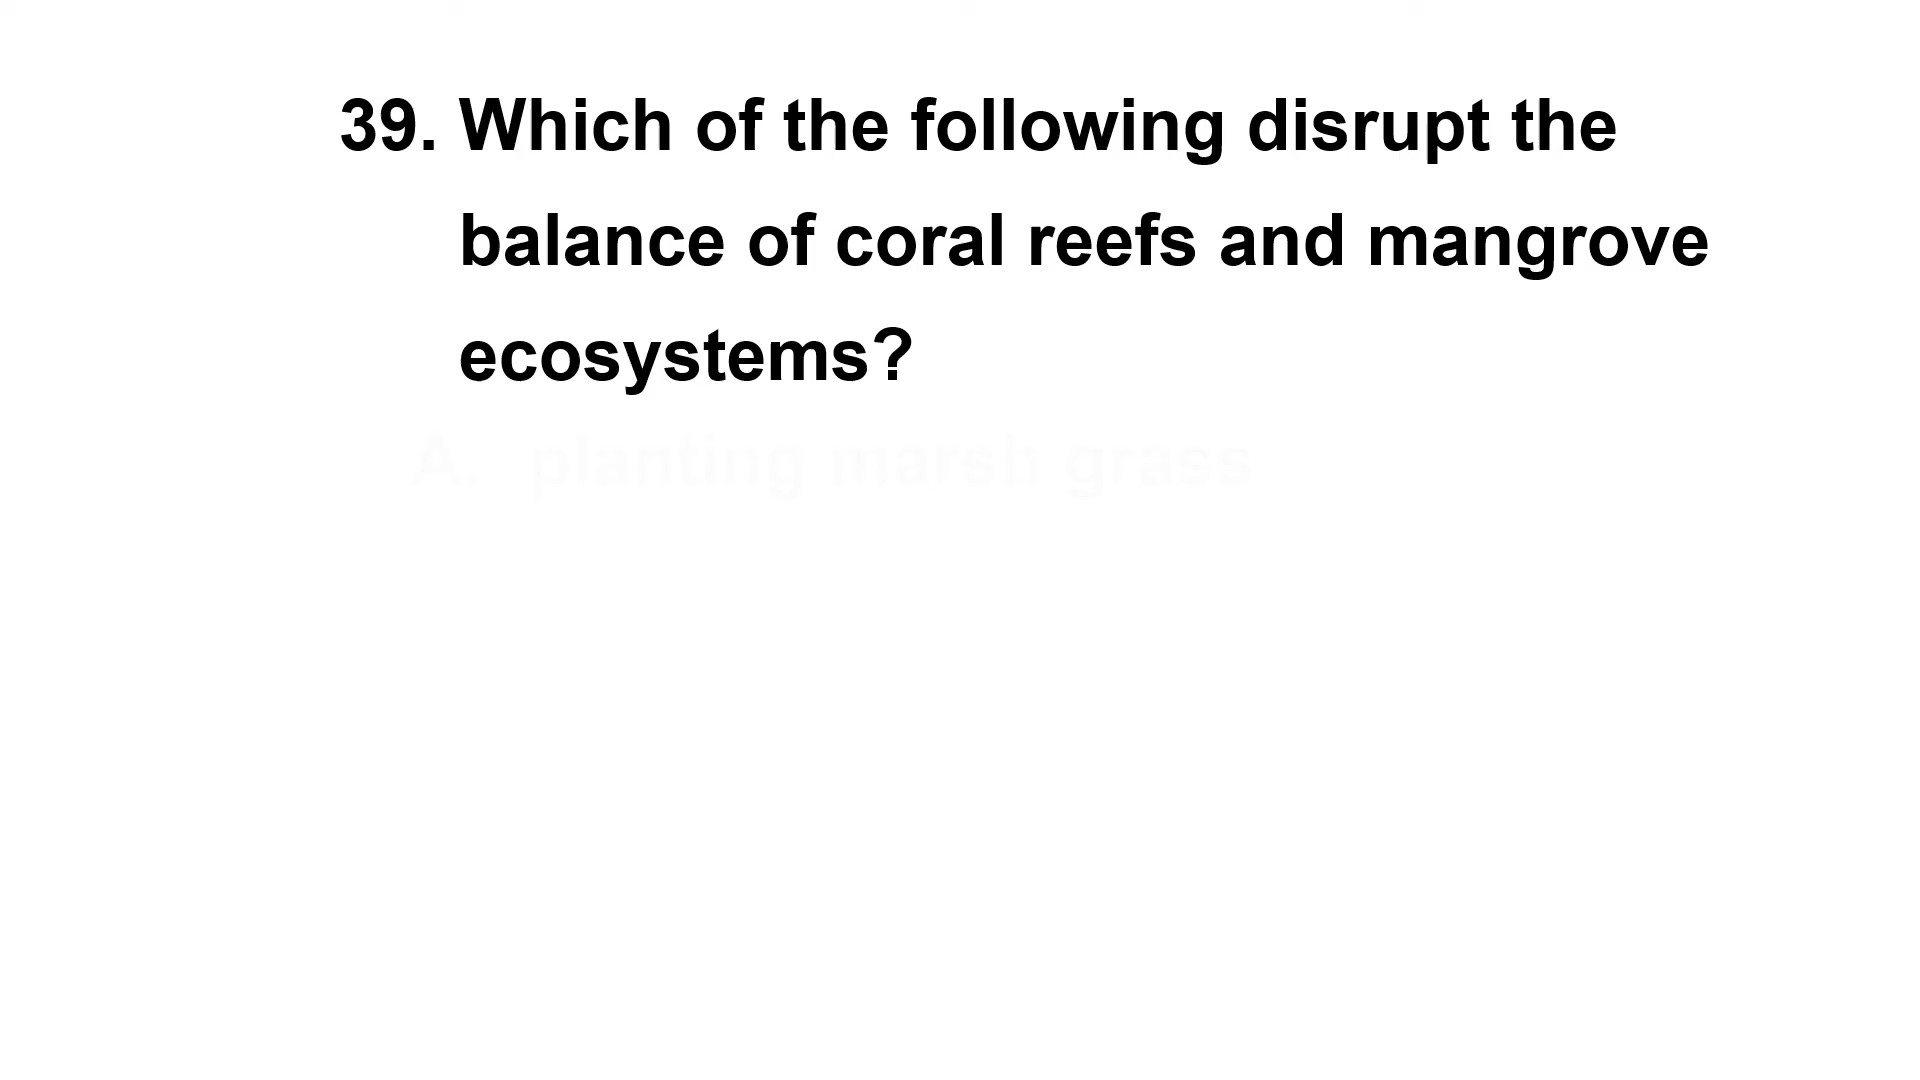 39. Which of the following disrupt the
balance of coral reefs and mangrove
ecosystems?
A. planting marsh grass